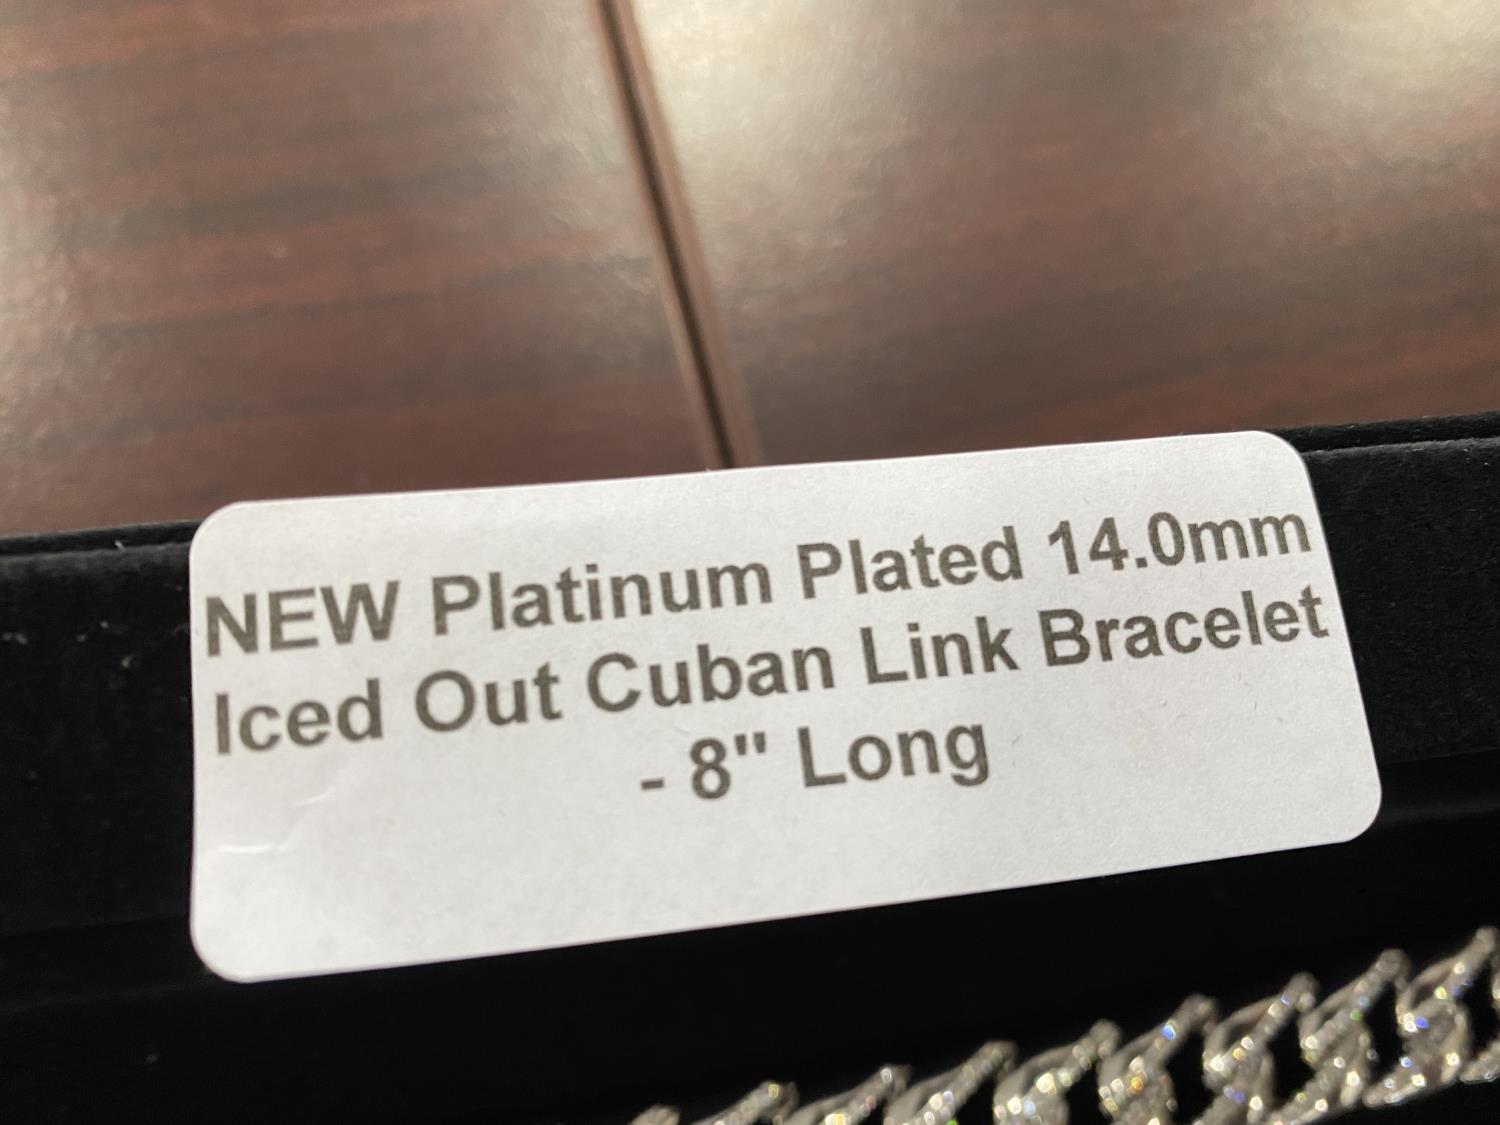 NEW Platinum Plated 14.0mm
Iced Out Cuban Link Bracelet
- 8" Long